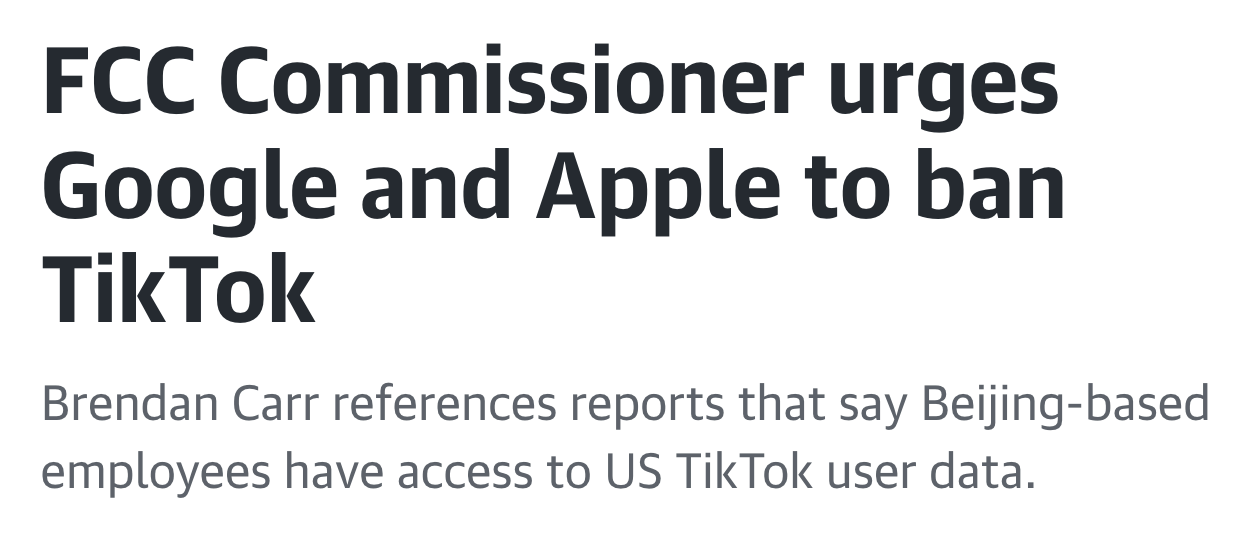 FCC Commissioner urges
Google and Apple to ban
TikTok
Brendan Carr references reports that say Beijing-based
employees have access to US TikTok user data.